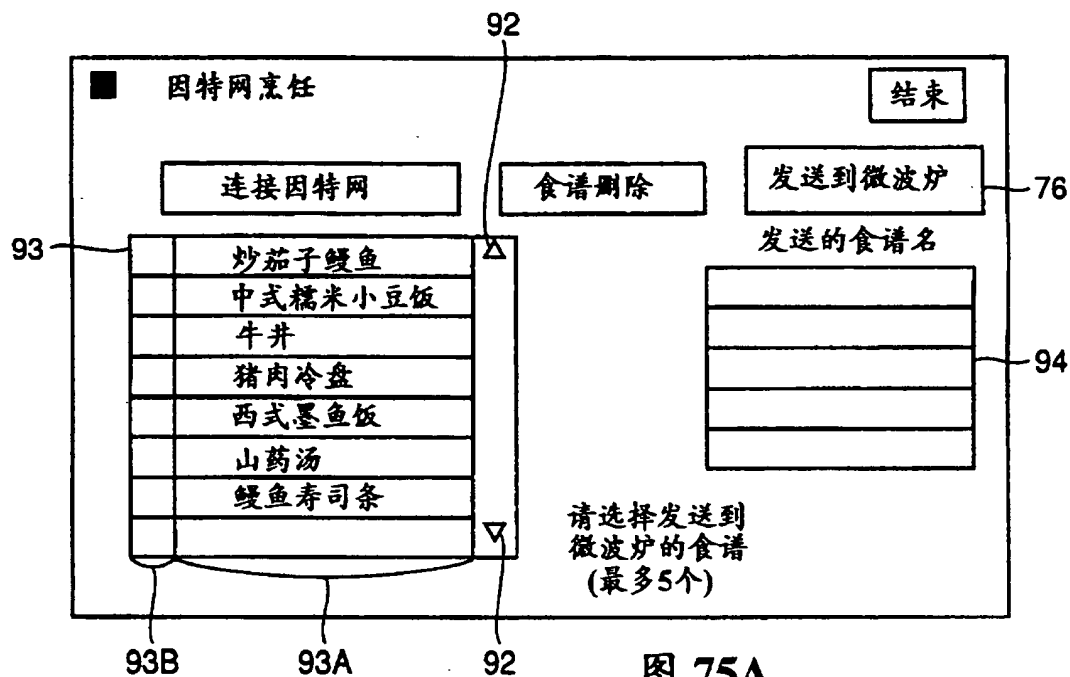 92
因特网烹饪
结束
连接因特网
食谱删除
发送到微波炉
76
93
发送的食谱名
炒茄子鳗鱼
中式糯米小豆饭
牛井
猪肉冷盘
94
西式墨鱼饭
山药汤
鳗鱼寿司条
请选择发送到
微波炉的食谱
(最多5个)
93B
93A
92
图 75A